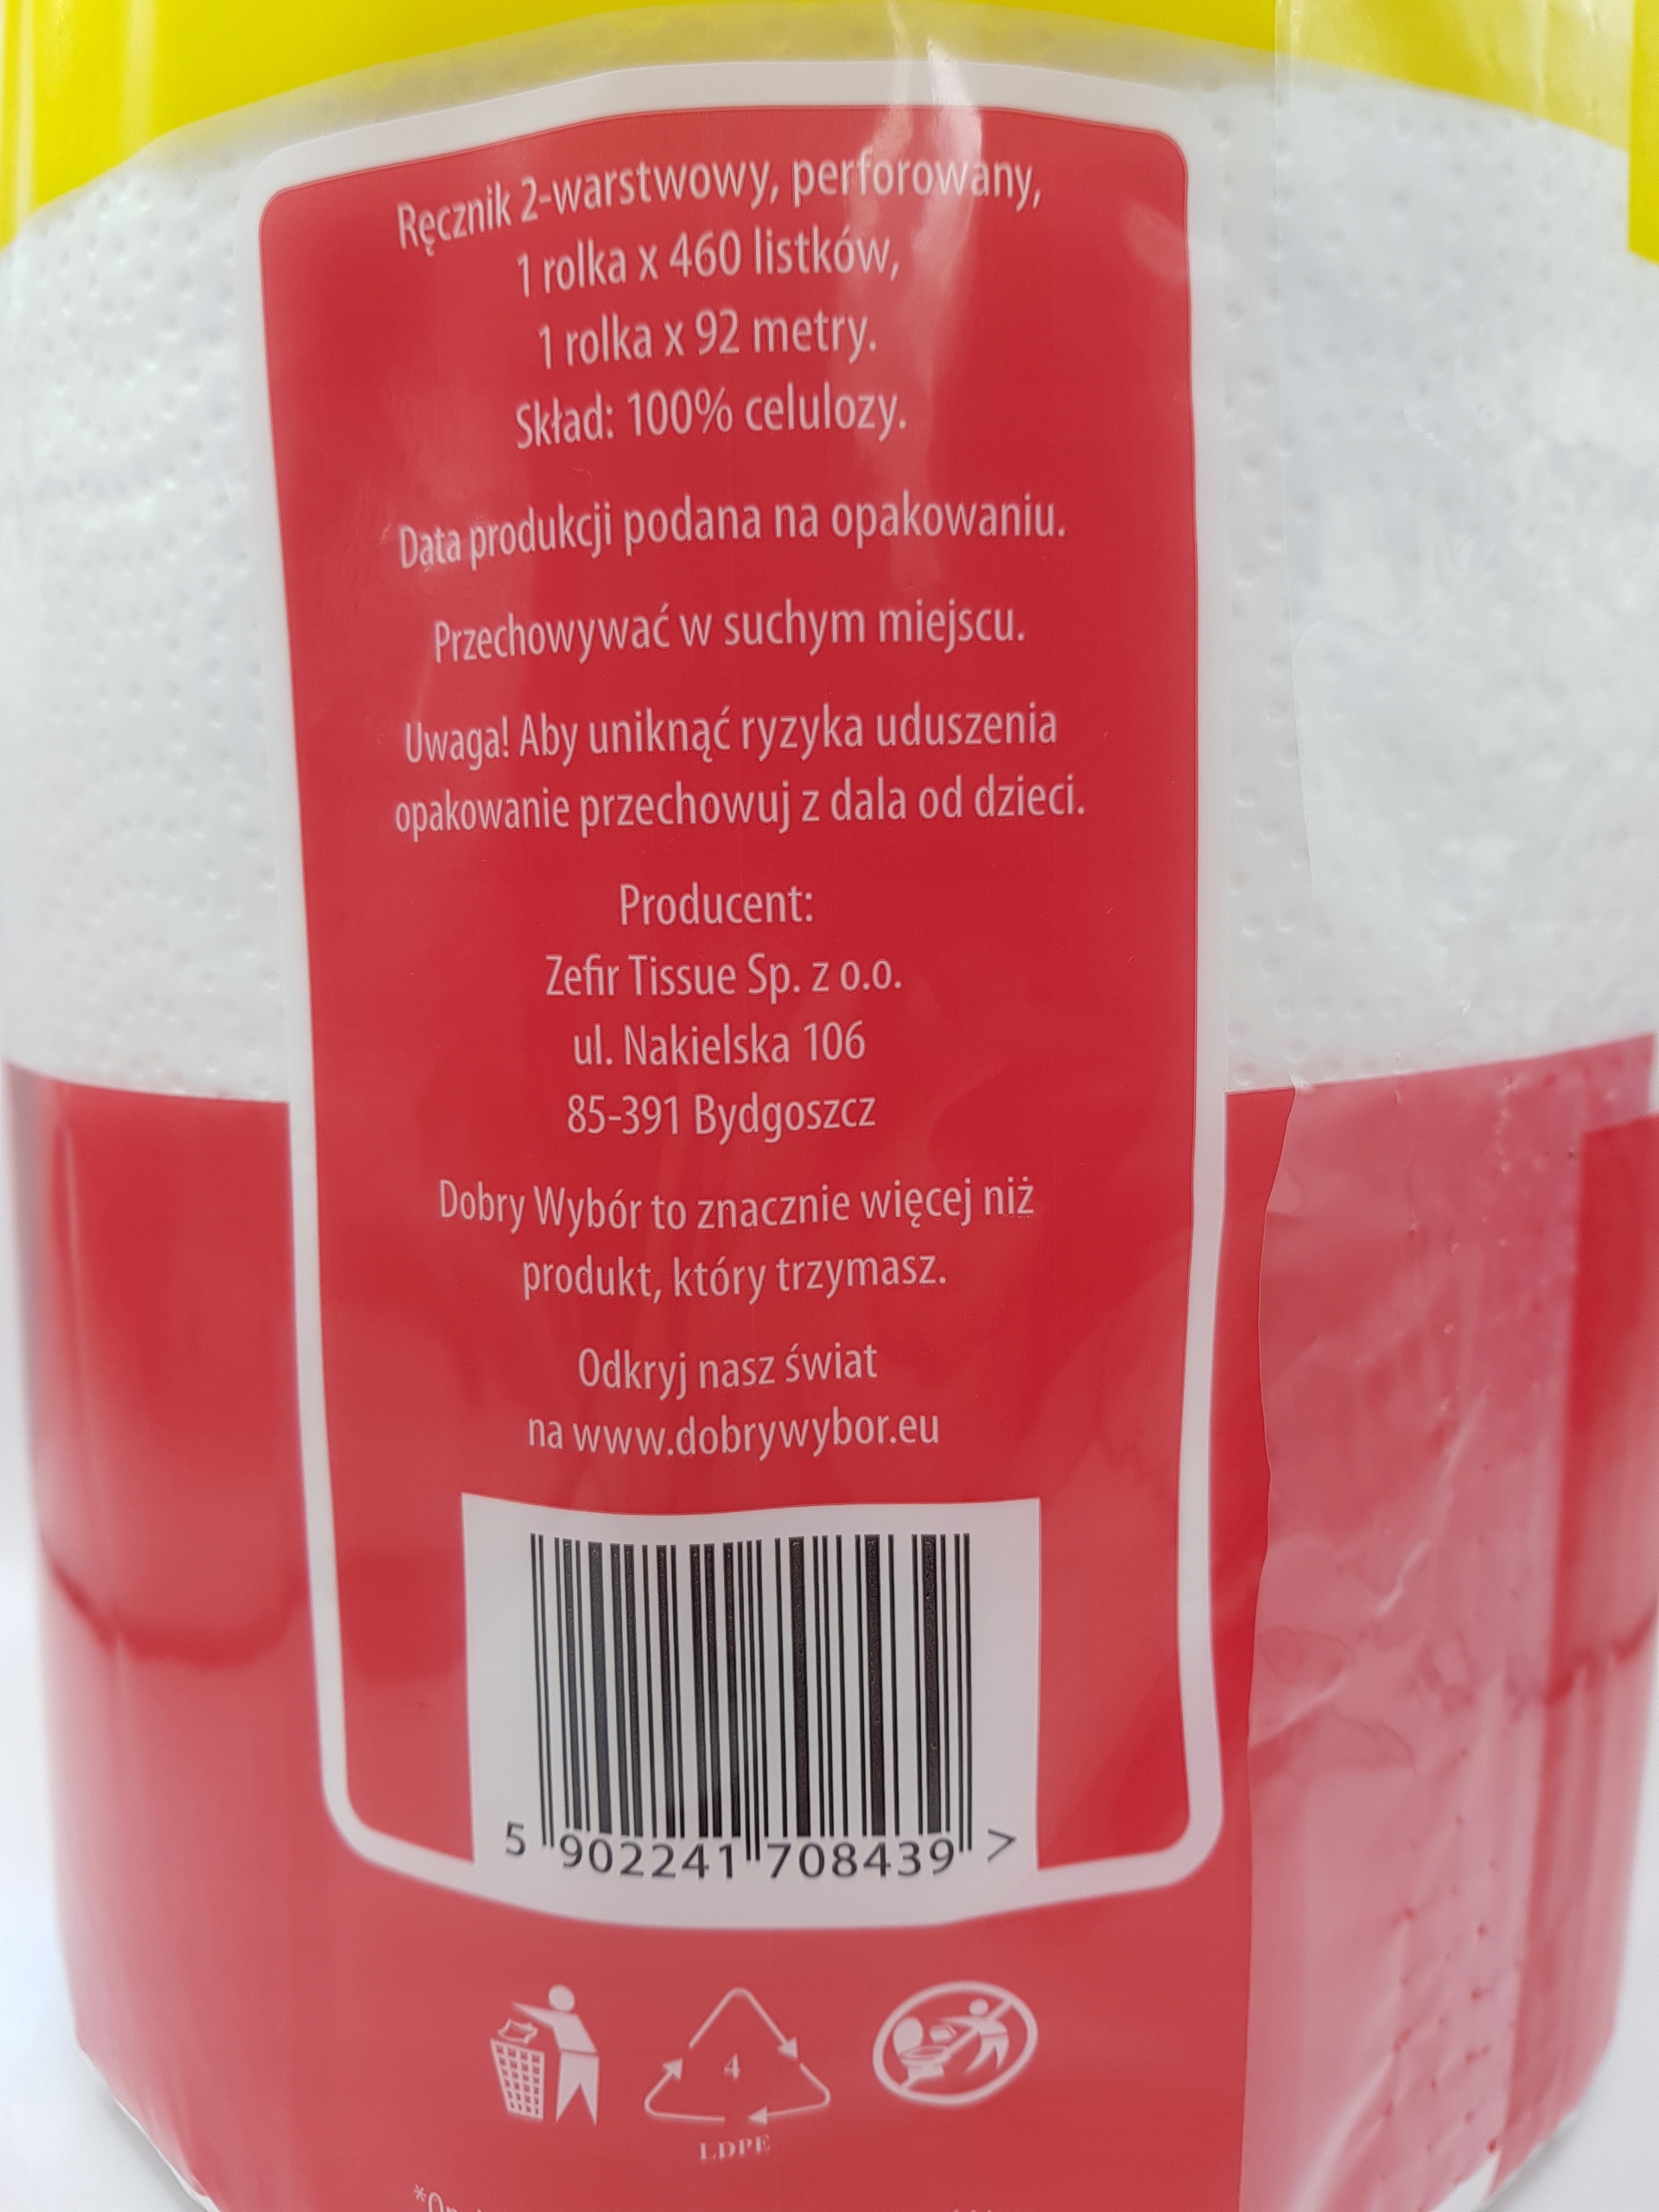 Ręcznik 2-warstwowy, perforowany,
1 rolka x 460 listków,
1 rolka x 92 metry.
Skład: 100% celulozy.
Data produkcji podana na opakowaniu.
Przechowywać w suchym miejscu.
Uwaga! Aby uniknąć ryzyka uduszenia
opakowanie przechowuj z dala od dzieci.
Producent:
Zefir Tissue Sp. z o.o.
ul. Nakielska 106
85-391 Bydgoszcz
Dobry Wybór to znacznie więcej niż
produkt, który trzymasz.
Odkryj nasz świat
na www.dobrywybor.eu
5 902241 708439 >
4
LDPE